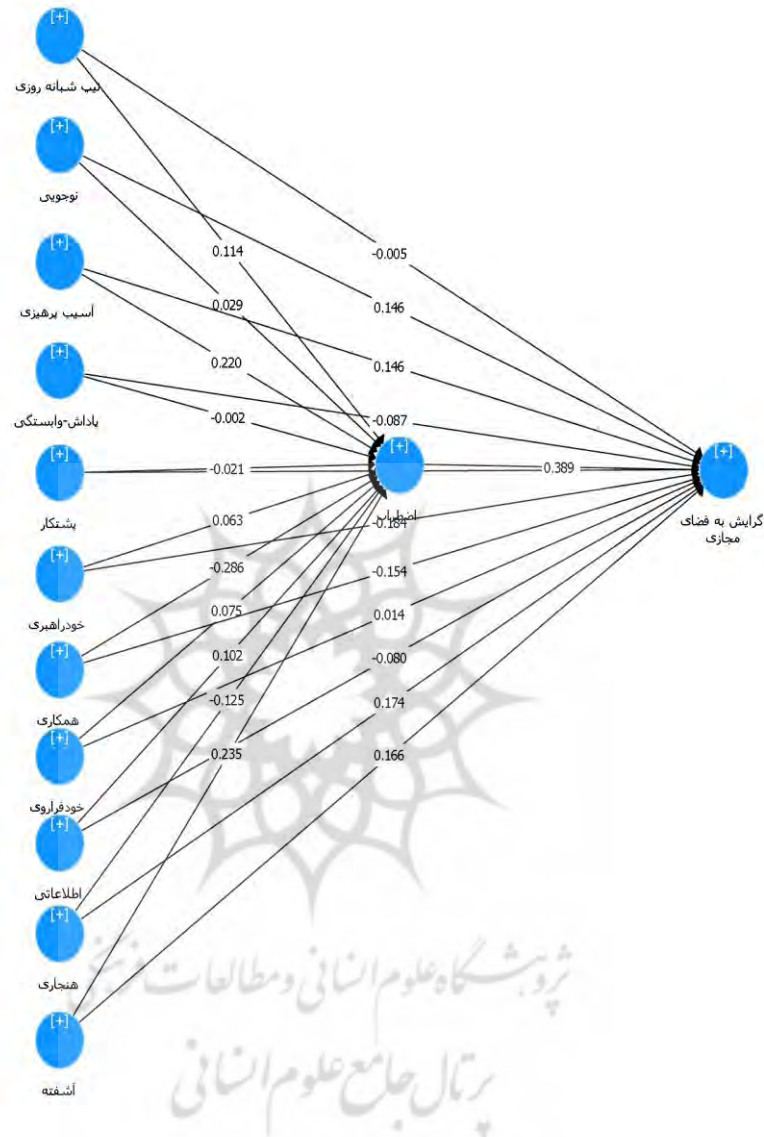 [+]
تیپ شبانه روزی
[+]
نوجویی
[+]
آسیب پرهیزی
[+]
پاداش-وابستگی
[+]
پشتکار
[+]
خودراهبری
[+]
همکاری
[+]
خودفراروی
[+]
اطلاعاتی
[+]
هنجاری
[+]
آشفته
0.114
0.029
0.220
-0.002
-0.021
0.063
-0.286
0.075
0.102
-0.125
0.235
[+]
اضطراب
-0.005
0.146
0.146
-0.087
0.389
-0.184
-0.154
0.014
-0.080
0.174
0.166
[+]
گرایش به فضای
مجازی
پژوهشگاه علوم انسانی و مطالعات فرهنگی
پرتال جامع علوم انسانی